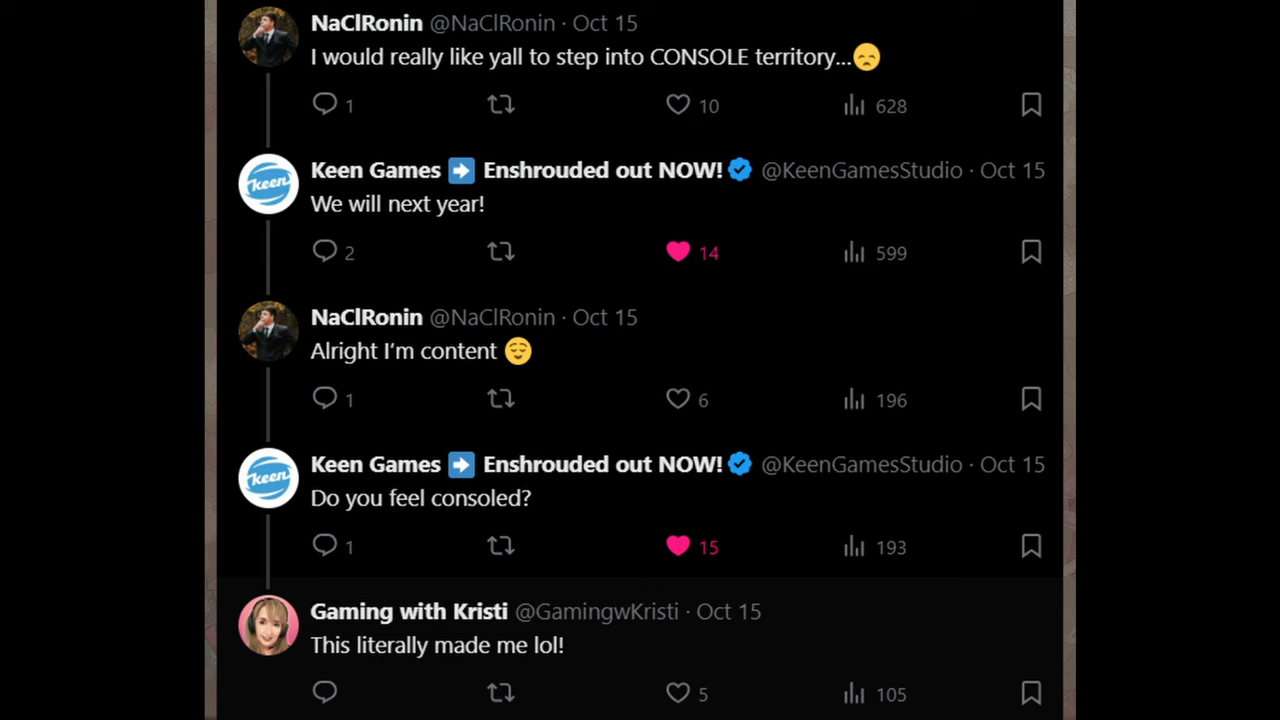 NaClRonin @NaClRonin · Oct 15
I would really like yall to step into CONSOLE territory...😞
1 10 628
Keen Games ➡️ Enshrouded out NOW! @KeenGamesStudio · Oct 15
keen
We will next year!
2 14 599
NaClRonin @NaClRonin · Oct 15
Alright I'm content 😌
1 6 196
Keen Games ➡️ Enshrouded out NOW! @KeenGamesStudio · Oct 15
keen
Do you feel consoled?
1 15 193
Gaming with Kristi @GamingwKristi · Oct 15
This literally made me lol!
5 105